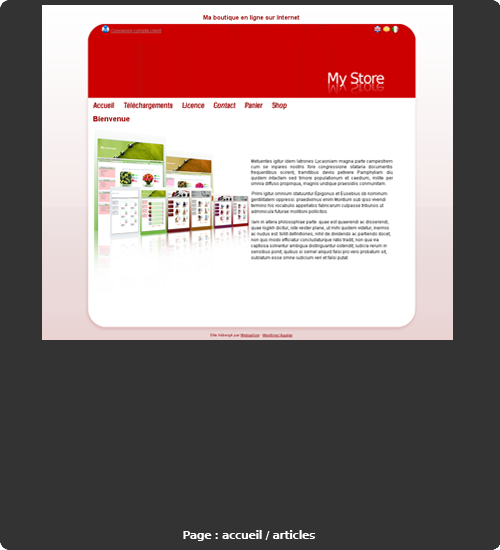 Ma boutique en ligne sur Internet
Connexion compte client
My Store
Accueil Téléchargements Licence Contact Panier Shop
Bienvenue
Metuentes igitur idem latrones Lycaoniam magna parte campestrem
cum se inpares nostris fore congressione stataria documentis
frequentibus scirent, tramitibus deviis petivere Pamphyliam diu
quidem intactam sed timore populationum et caedium, milite per
omnia diffuso propinqua, magnis undique praesidiis conmunitam.
Primi igitur omnium statuuntur Epigonus et Eusebius ob nominum
gentilitatem oppressi. praediximus enim Montium sub ipso vivendi
termino his vocabulis appellatos fabricarum culpasse tribunos ut
adminicula futurae molitioni pollicitos.
Iam in altera philosophiae parte. quae est quaerendi ac disserendi,
quae logikh dicitur, iste vester plane, ut mihi quidem videtur, inermis
ac nudus est. tollit definitiones, nihil de dividendo ac partiendo docet,
non quo modo efficiatur concludaturque ratio tradit, non qua via
captiosa solvantur ambigua distinguantur ostendit; iudicia rerum in
sensibus ponit, quibus si semel aliquid falsi pro vero probatum sit,
sublatum esse omne iudicium veri et falsi putat.
Site hébergé par - Mentions légales
Page : accueil / articles